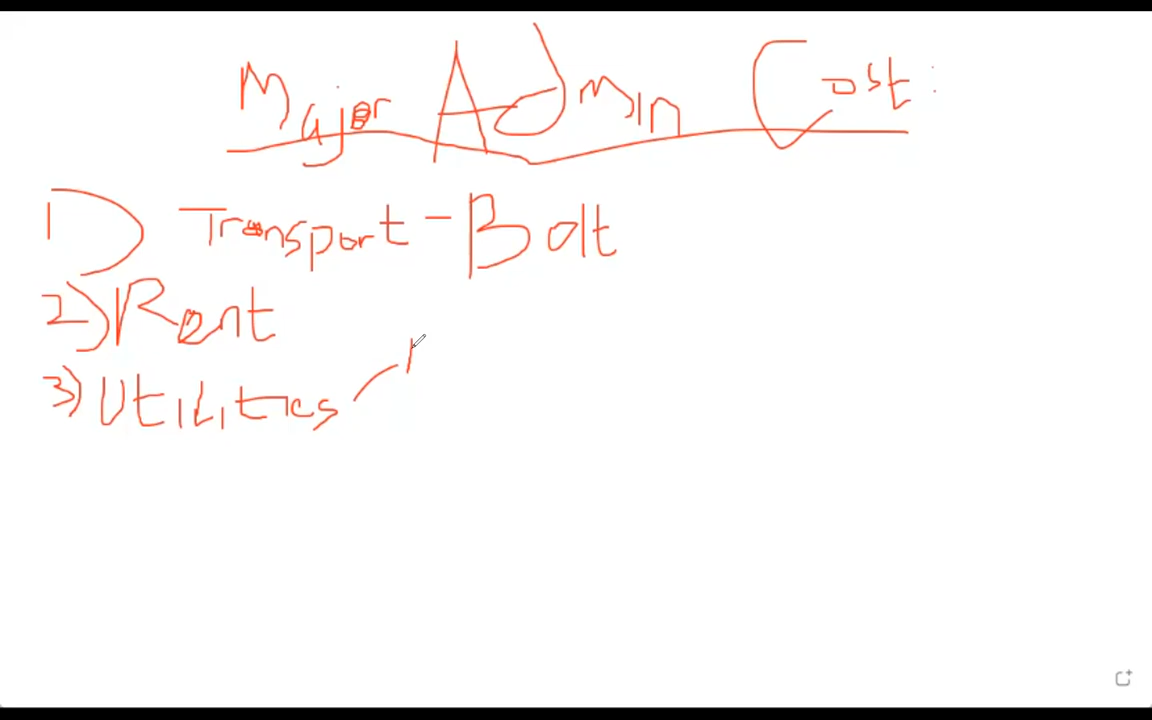 Major Admin Cost:
1) Transport - Bolt
2) Rent
3) Utilities